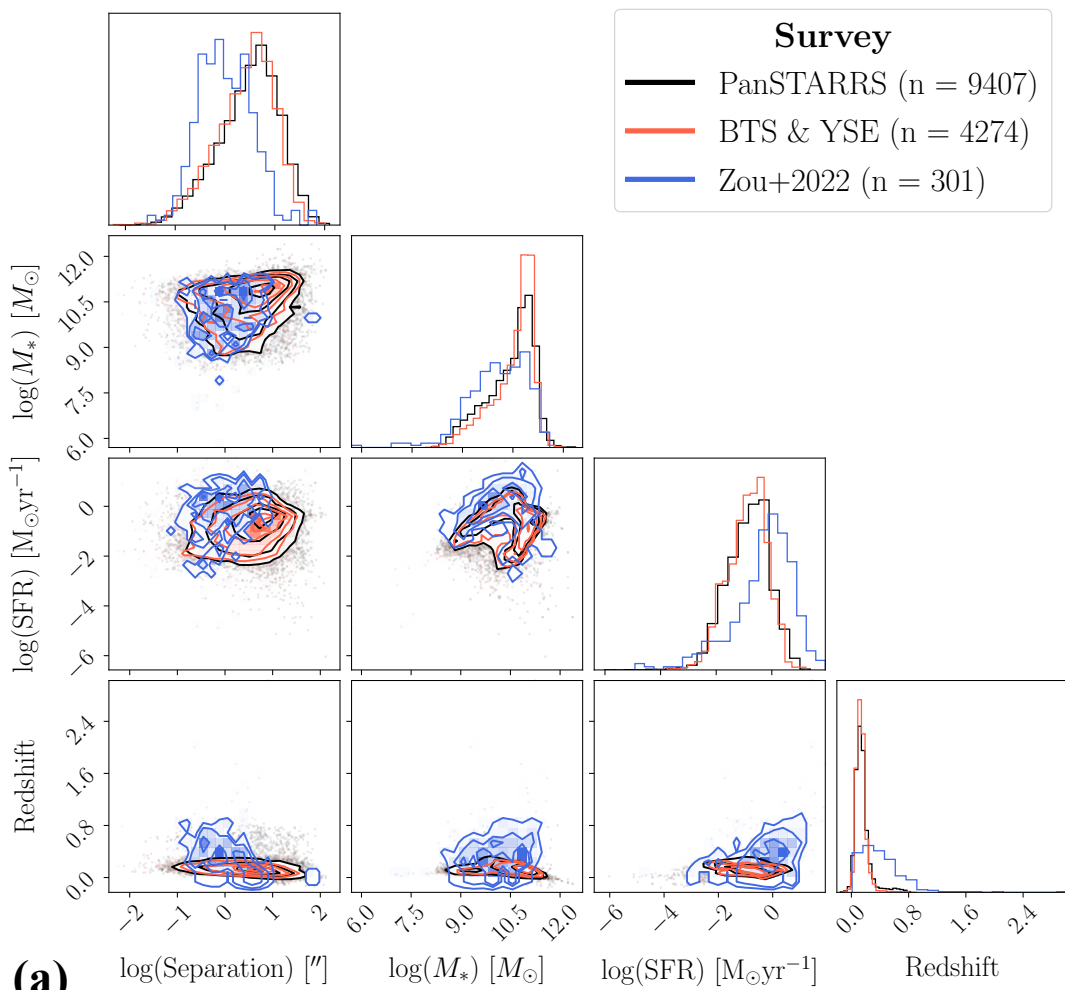 Survey
PanSTARRS (n = 9407)
BTS & YSE (n = 4274)
Zou+2022 (n = 301)
log(M∗) [M⊙]
12.0
10.5
9.0
7.5
6.0
log(SFR) [M⊙yr⁻¹]
0
−2
−4
−6
Redshift
2.4
1.6
0.8
0.0
−2 −1 0 1 2
6.0 7.5 9.0 10.5 12.0
−6 −4 −2 0
0.0 0.8 1.6 2.4
(a)
log(Separation) [″]
log(M∗) [M⊙]
log(SFR) [M⊙yr⁻¹]
Redshift